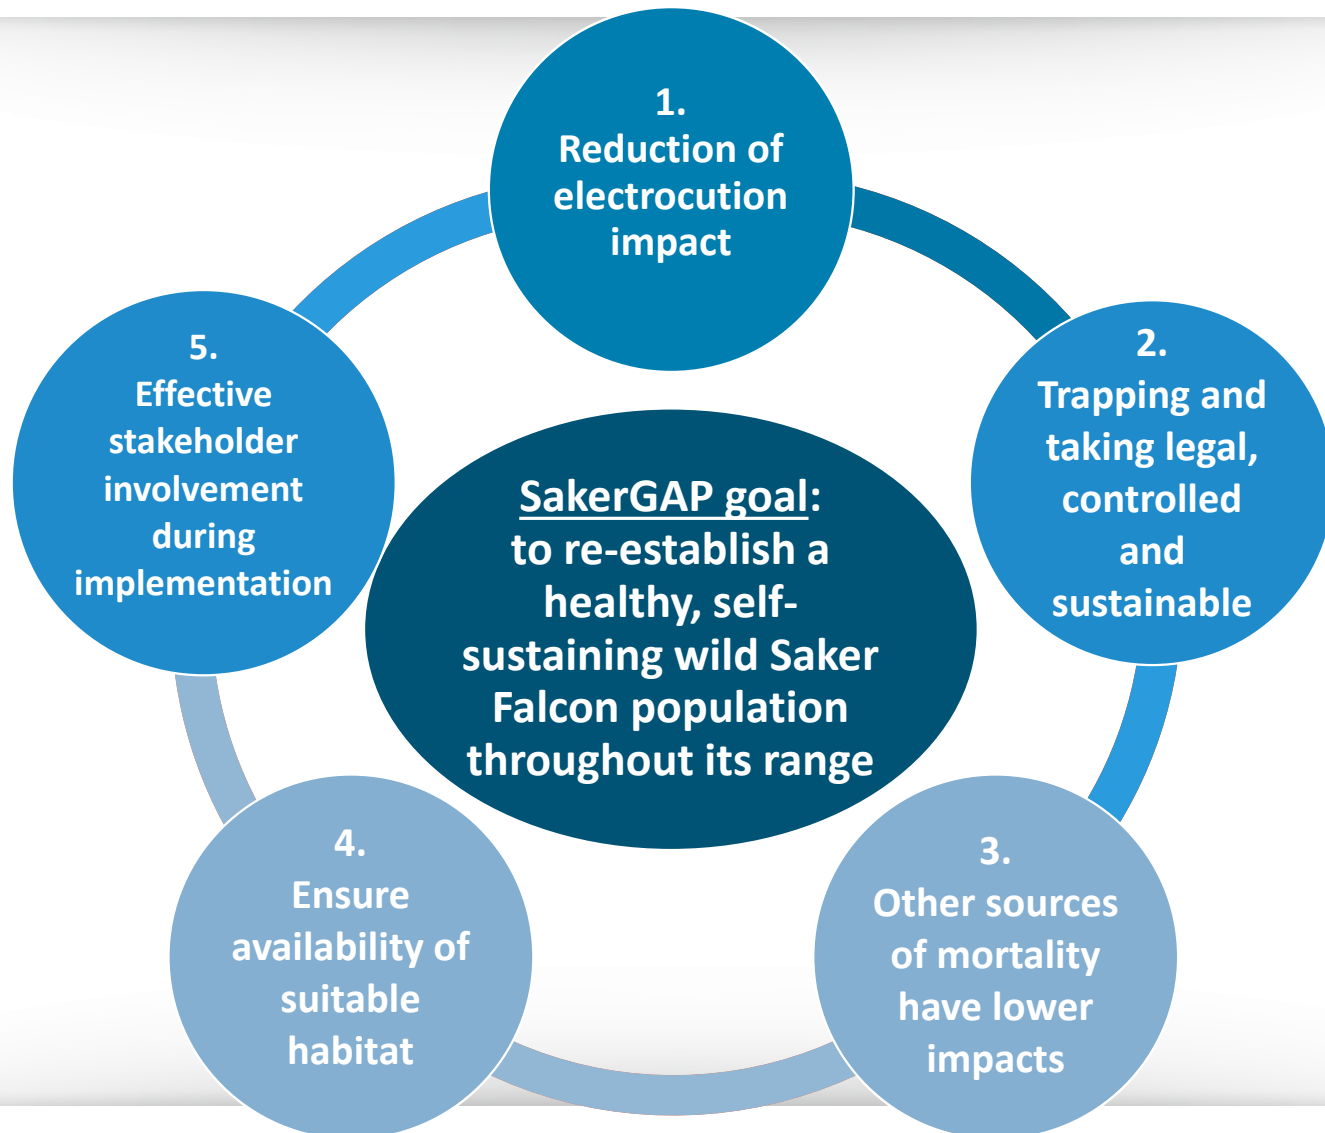 1.
Reduction of
electrocution
impact
2.
Trapping and
taking legal,
controlled
and
sustainable
3.
Other sources
of mortality
have lower
impacts
4.
Ensure
availability of
suitable
habitat
5.
Effective
stakeholder
involvement
during
implementation
SakerGAP goal:
to re-establish a
healthy, self-
sustaining wild Saker
Falcon population
throughout its range